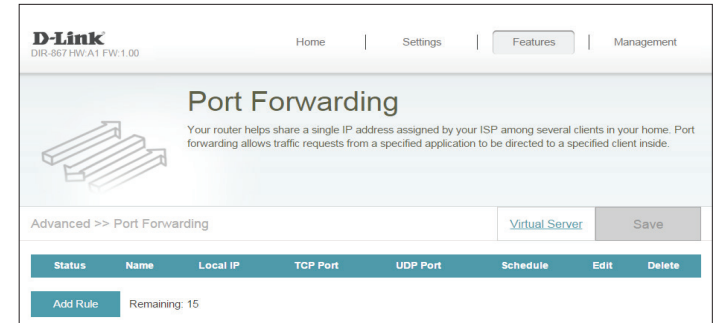 D-Link
DIR-867 HW:A1 FW:1.00
Home | Settings | Features | Management
Port Forwarding
Your router helps share a single IP address assigned by your ISP among several clients in your home. Port
forwarding allows traffic requests from a specified application to be directed to a specified client inside.
Advanced >> Port Forwarding
Virtual Server
Save
Status Name Local IP TCP Port UDP Port Schedule Edit Delete
Add Rule Remaining: 15